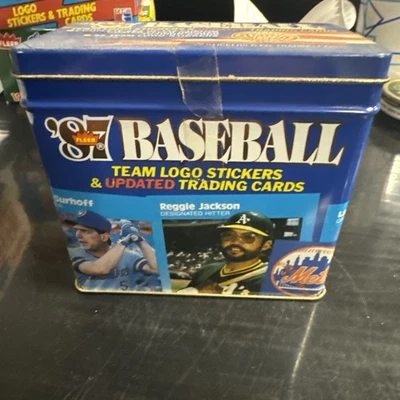 LOGO
STICKERS & TRADING
CARDS
FLEER
'87 BASEBALL
FLEER
TEAM LOGO STICKERS
& UPDATED TRADING CARDS
Surhoff
Reggie Jackson
DESIGNATED HITTER
A's
Mets